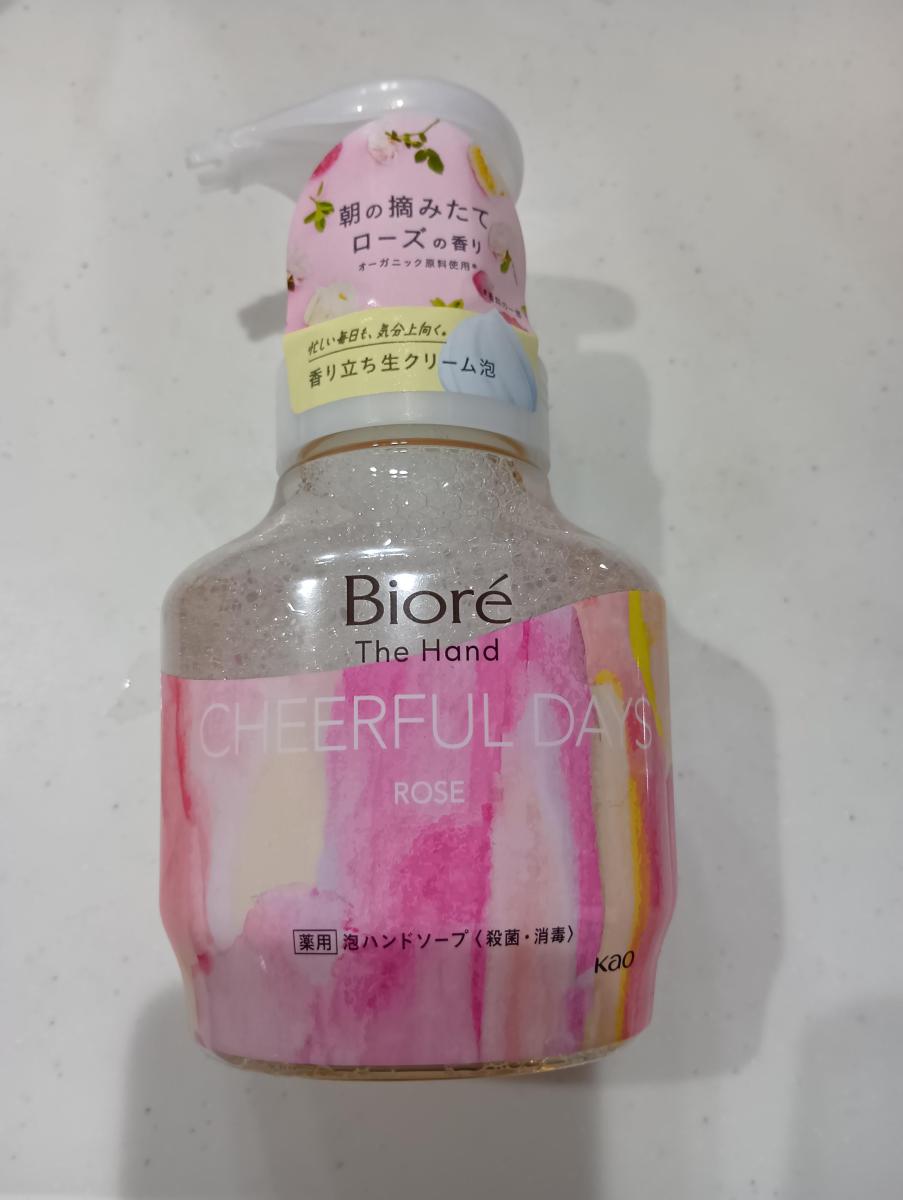 朝の摘みたて
ローズの香り
オーガニック原料使用*
忙しい毎日も、気分上向く。
香り立ち生クリーム泡
Bioré
The Hand
CHEERFUL DAYS
ROSE
薬用 泡ハンドソープ〈殺菌・消毒〉
Kao